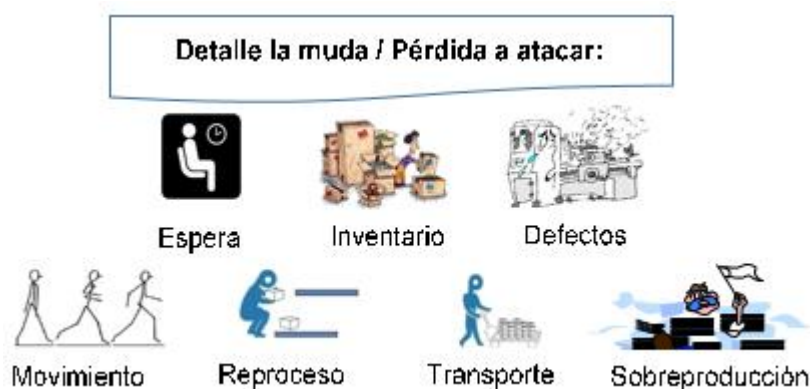 Detalle la muda / Pérdida a atacar:
Espera Inventario Defectos
Movimiento Reproceso Transporte Sobreproducción